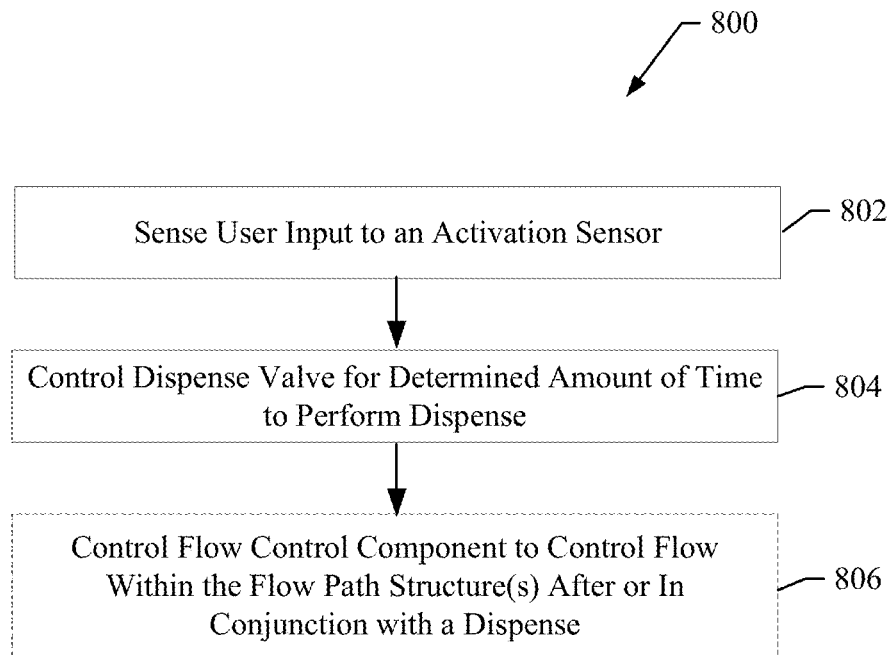 800
Sense User Input to an Activation Sensor
802
Control Dispense Valve for Determined Amount of Time
to Perform Dispense
804
Control Flow Control Component to Control Flow
Within the Flow Path Structure(s) After or In
Conjunction with a Dispense
806